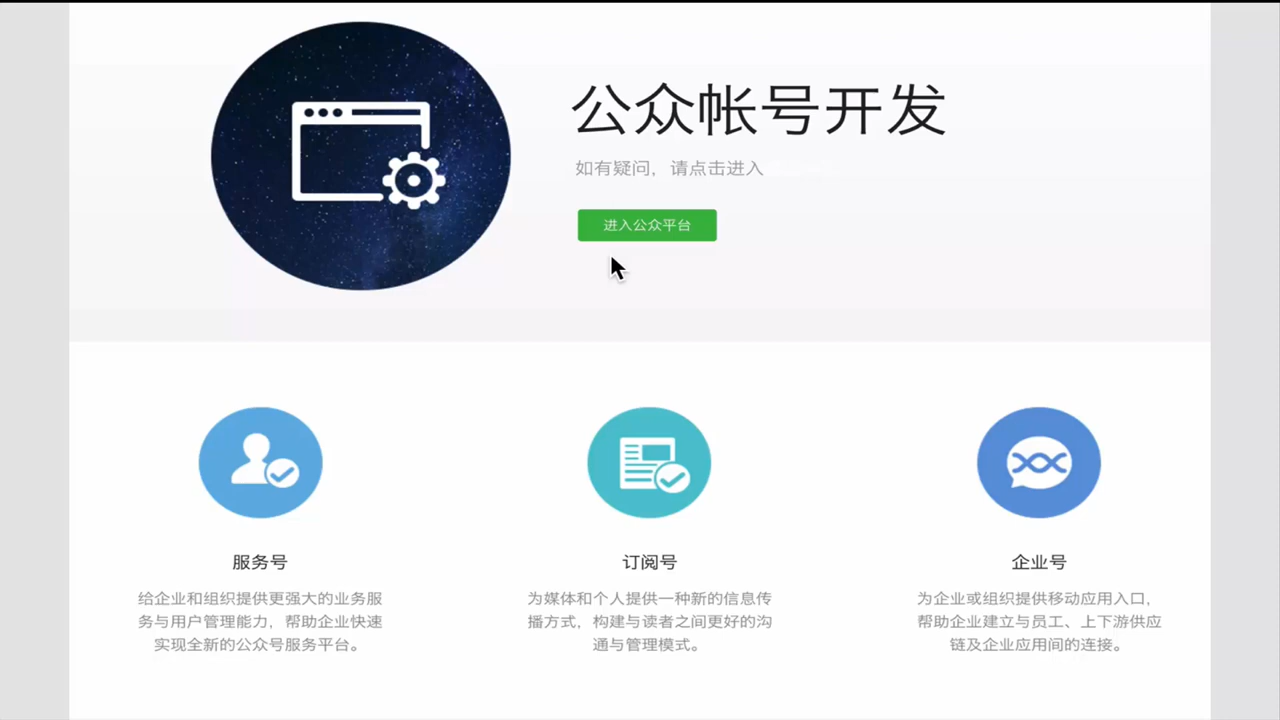 公众帐号开发
如有疑问，请点击进入
进入公众平台
服务号
给企业和组织提供更强大的业务服
务与用户管理能力，帮助企业快速
实现全新的公众号服务平台。
订阅号
为媒体和个人提供一种新的信息传
播方式，构建与读者之间更好的沟
通与管理模式。
企业号
为企业或组织提供移动应用入口，
帮助企业建立与员工、上下游供应
链及企业应用间的连接。